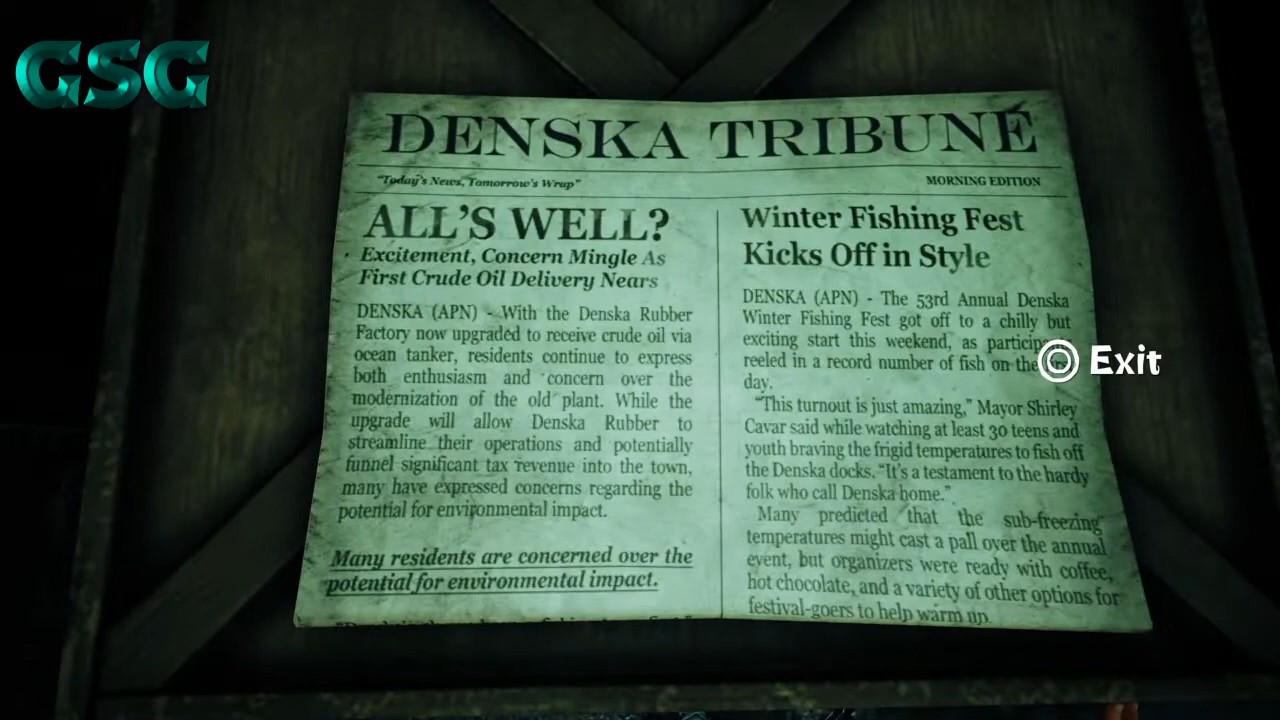 GSG
DENSKA TRIBUNÉ
"Today's News, Tomorrow's Wrap"
MORNING EDITION
ALL'S WELL?
Excitement, Concern Mingle As
First Crude Oil Delivery Nears
DENSKA (APN) - With the Denska Rubber
Factory now upgraded to receive crude oil via
ocean tanker, residents continue to express
both enthusiasm and concern over the
modernization of the old plant. While the
upgrade will allow Denska Rubber to
streamline their operations and potentially
funnel significant tax revenue into the town,
many have expressed concerns regarding the
potential for environmental impact.
Many residents are concerned over the
potential for environmental impact.
Winter Fishing Fest
Kicks Off in Style
DENSKA (APN) - The 53rd Annual Denska
Winter Fishing Fest got off to a chilly but
exciting start this weekend, as
reeled in a record number of fish on the
day.
"This turnout is just amazing," Mayor Shirley
Cavar said while watching at least 30 teens and
youth braving the frigid temperatures to fish off
the Denska docks. "It's a testament to the hardy
folk who call Denska home."
Many predicted that the sub-freezing
temperatures might cast a pall over the annual
event, but organizers were ready with coffee,
hot chocolate, and a variety of other options for
festival-goers to help warm up.
Exit